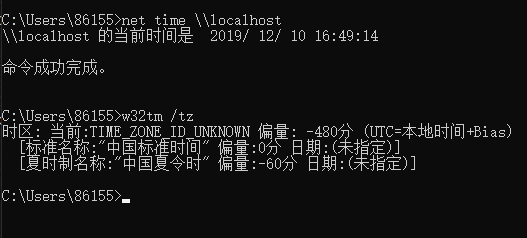 C:\Users\86155>net time \\localhost
\\localhost 的当前时间是  2019/ 12/ 10 16:49:14
命令成功完成。
C:\Users\86155>w32tm /tz
时区: 当前:TIME_ZONE_ID_UNKNOWN 偏量: -480分 (UTC=本地时间+Bias)
[标准名称:"中国标准时间" 偏量:0分 日期:(未指定)]
[夏时制名称:"中国夏令时" 偏量:-60分 日期:(未指定)]
C:\Users\86155>